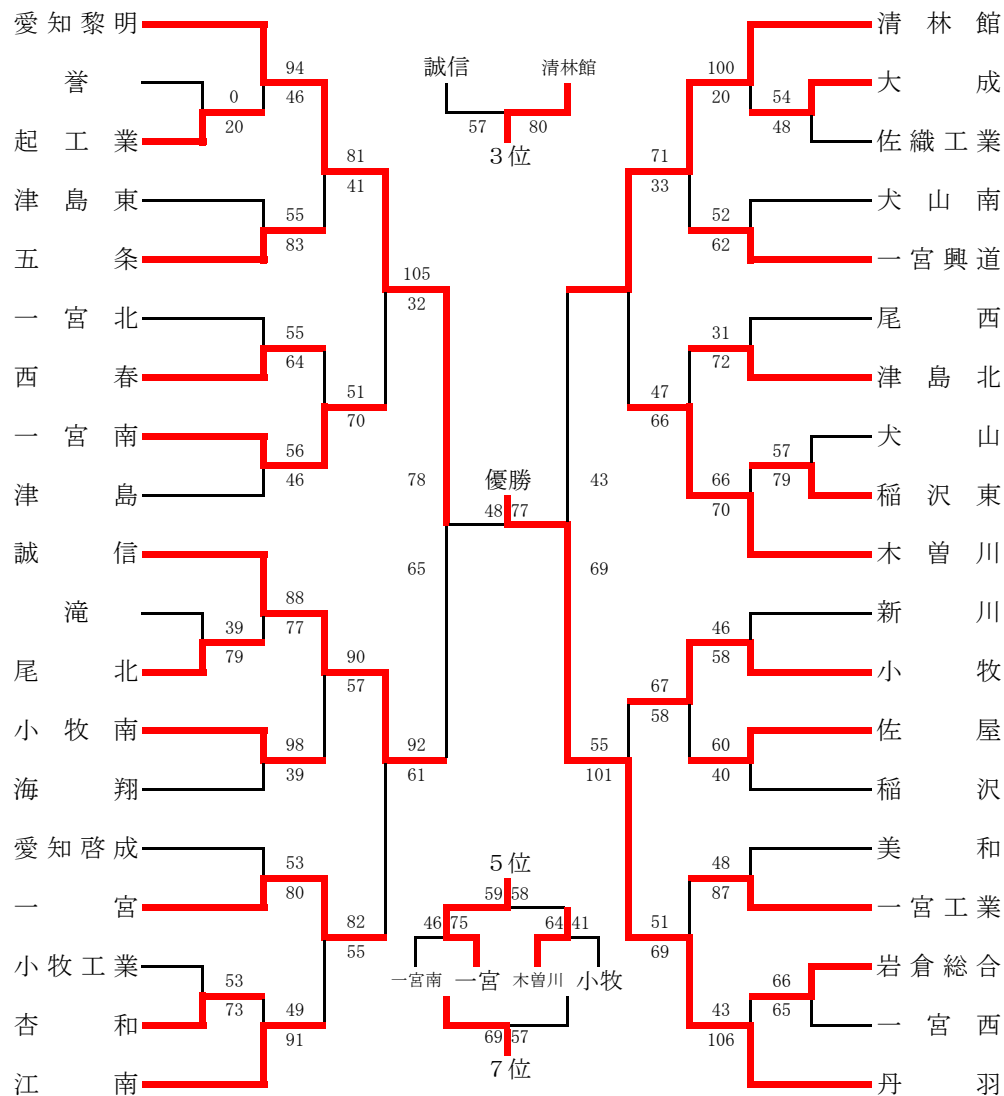 愛知黎明
誉
起工業
津島東
五条
一宮北
西春
一宮南
津島
誠信
滝
尾北
小牧南
海翔
愛知啓成
一宮
小牧工業
杏和
江南
94
46
0
20
81
41
55
83
105
32
55
64
51
70
56
46
78
65
88
77
39
79
90
57
98
39
92
61
53
80
82
55
53
73
49
91
誠信
清林館
57
80
3位
優勝
48
77
5位
59
58
46
75
64
41
一宮南
一宮
木曽川
小牧
69
57
7位
100
20
54
48
71
33
52
62
31
72
47
66
57
79
66
70
43
69
46
58
67
58
60
40
55
101
48
87
51
69
66
65
43
106
清林館
大成
佐織工業
犬山南
一宮興道
尾西
津島北
犬山
稲沢東
木曽川
新川
小牧
佐屋
稲沢
美和
一宮工業
岩倉総合
一宮西
丹羽